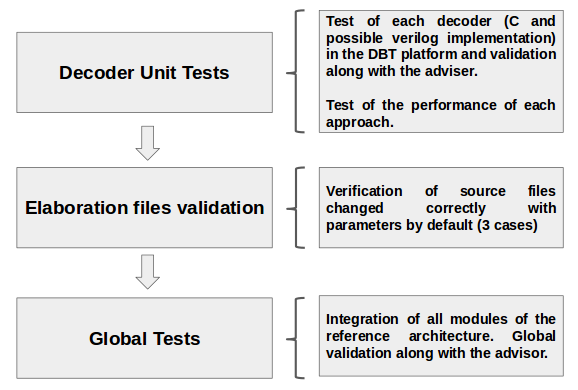 Decoder Unit Tests
Test of each decoder (C and
possible verilog implementation)
in the DBT platform and validation
along with the adviser.
Test of the performance of each
approach.
Elaboration files validation
Verification of source files
changed correctly with
parameters by default (3 cases)
Global Tests
Integration of all modules of the
reference architecture. Global
validation along with the advisor.